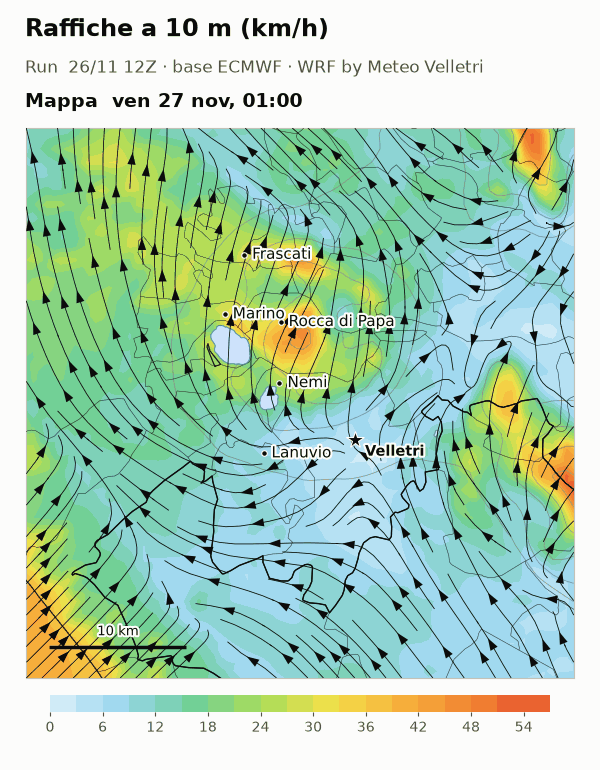 Raffiche a 10 m (km/h)
Run 26/11 12Z · base ECMWF · WRF by Meteo Velletri
Mappa ven 27 nov, 01:00
Frascati
Marino
Rocca di Papa
Nemi
Velletri
Lanuvio
10 km
0 6 12 18 24 30 36 42 48 54